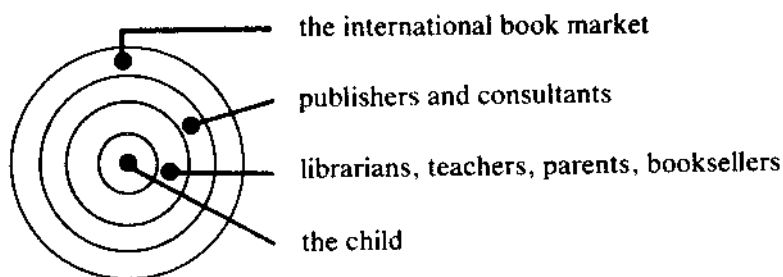 the international book market
publishers and consultants
librarians, teachers, parents, booksellers
the child